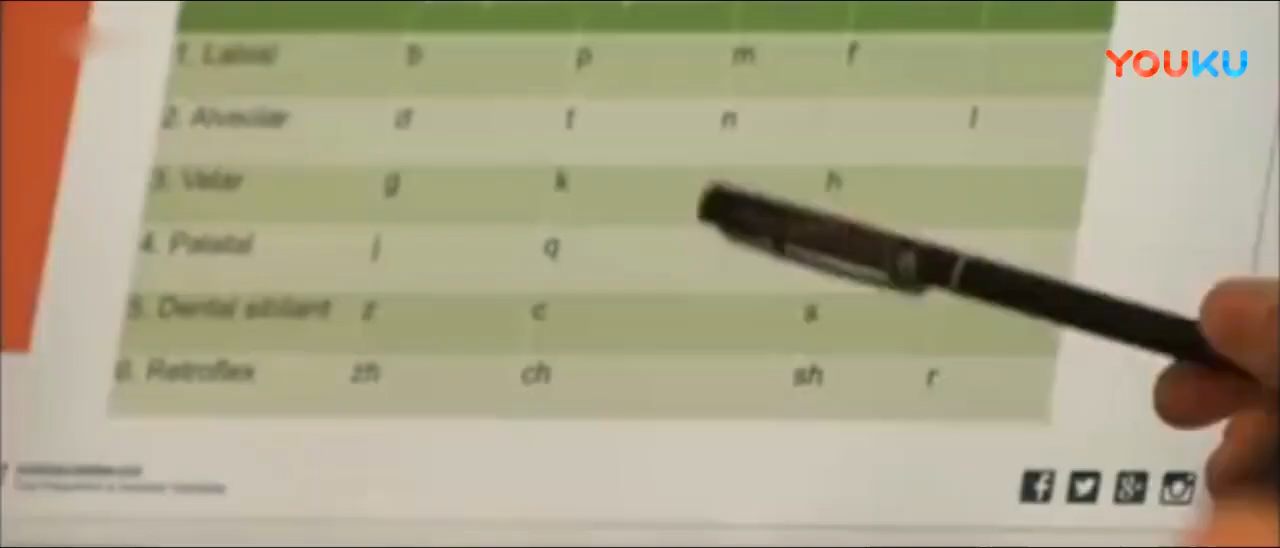 YOUKU
1. Labial b p m f
2. Alveolar d t n l
3. Velar g k h
4. Palatal j q
5. Dental sibilant z c s
6. Retroflex zh ch sh r